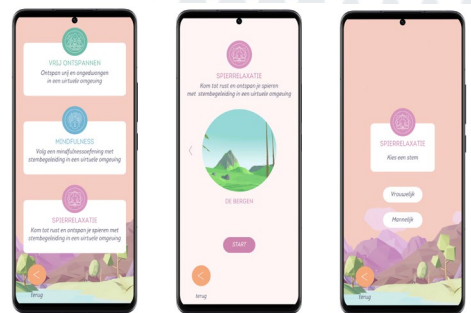 VRIJ ONTSPANNEN
Ontspan vrij en ongedwongen
in een virtuele omgeving
MINDFULNESS
Volg een mindfulnessoefening met
stembegeleiding in een virtuele omgeving
SPIERRELAXATIE
Kom tot rust en ontspan je spieren met
stembegeleiding in een virtuele omgeving
terug
SPIERRELAXATIE
Kom tot rust en ontspan je spieren
met stembegeleiding in een virtuele omgeving
DE BERGEN
START
terug
SPIERRELAXATIE
Kies een stem
Vrouwelijk
Mannelijk
terug